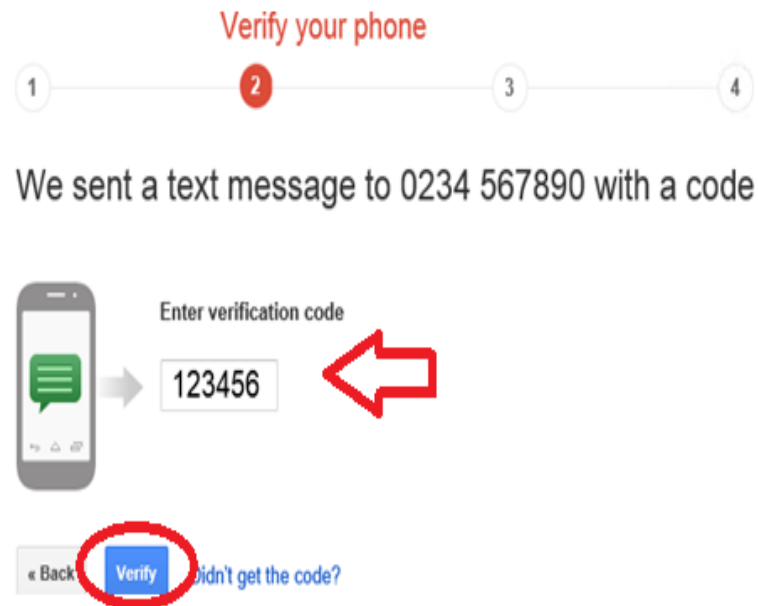 Verify your phone
1 2 3 4
We sent a text message to 0234 567890 with a code
Enter verification code
123456
« Back Verify Didn't get the code?